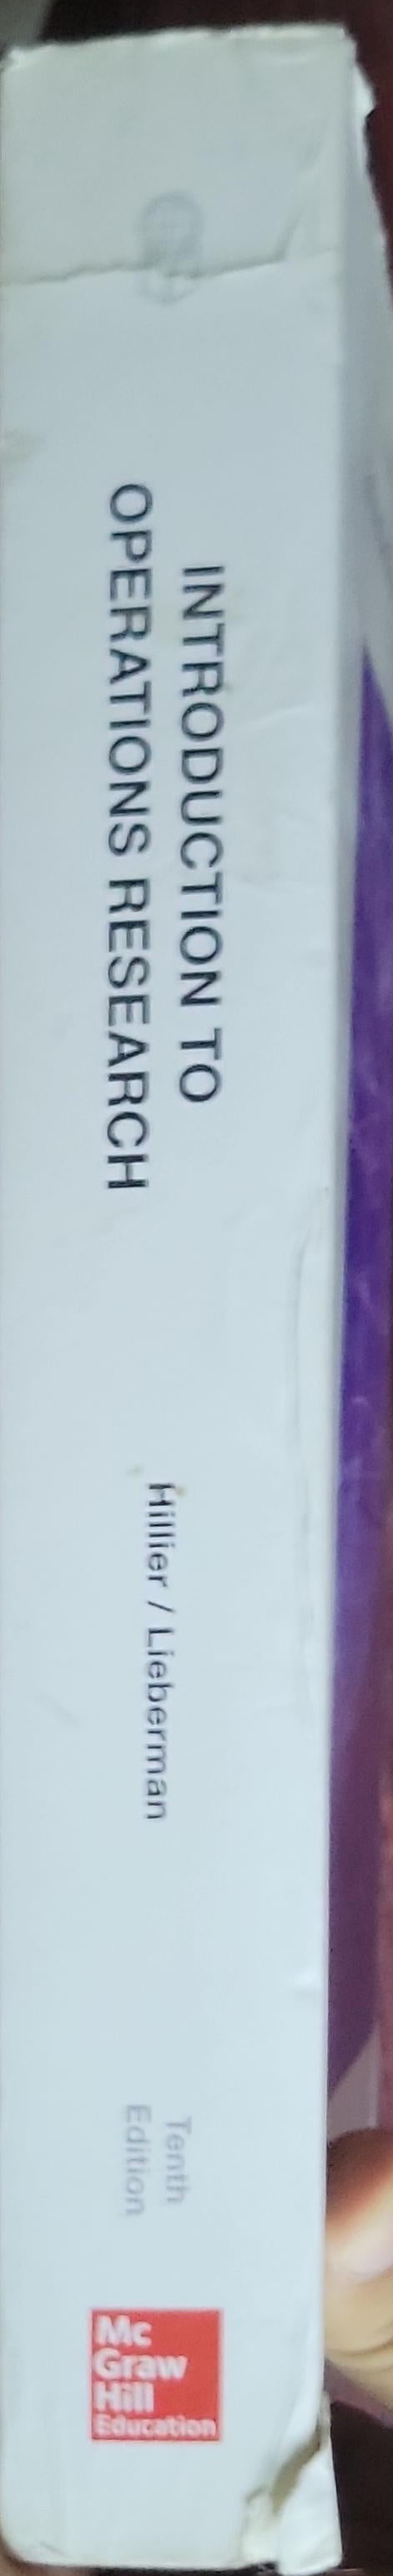 INTRODUCTION TO
OPERATIONS RESEARCH
Hillier / Lieberman
Tenth
Edition
Mc
Graw
Hill
Education